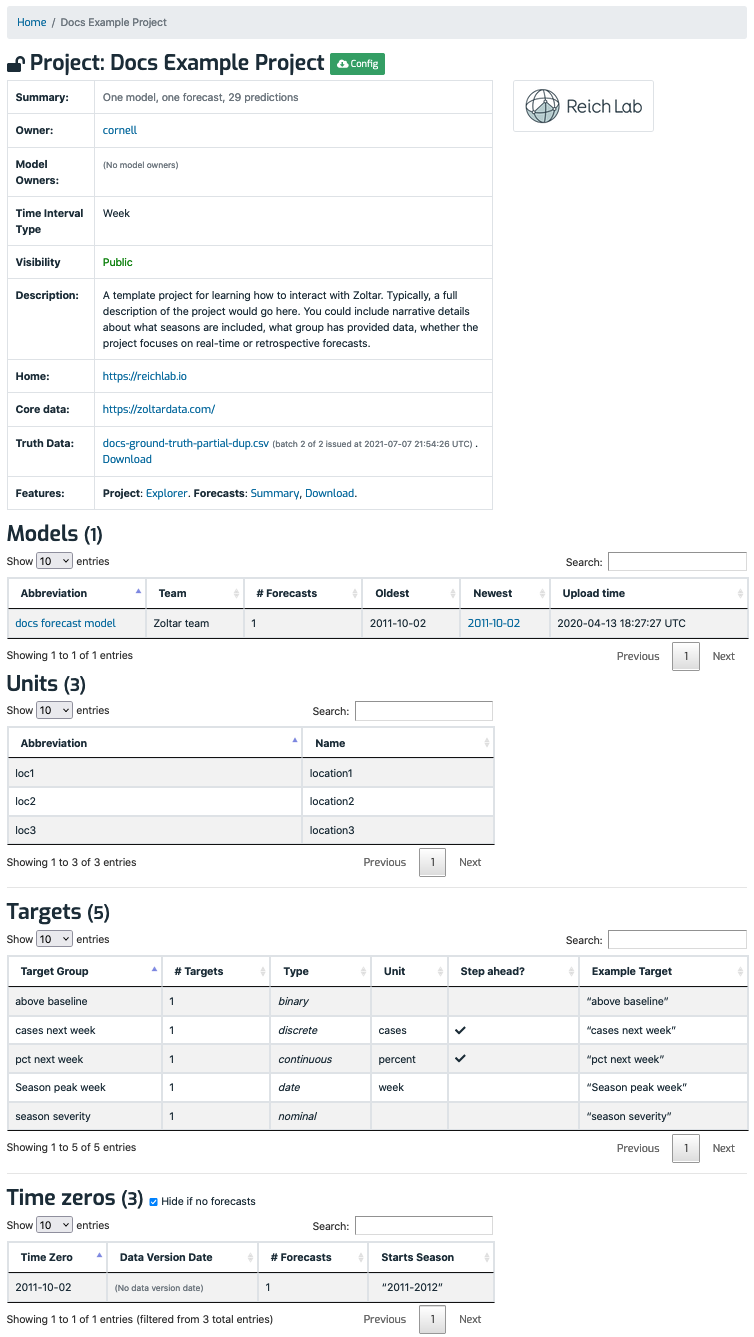 Home / Docs Example Project
Project: Docs Example Project Config
Summary: One model, one forecast, 29 predictions
Reich Lab
Owner: cornell
Model Owners: (No model owners)
Time Interval Type Week
Visibility Public
Description: A template project for learning how to interact with Zoltar. Typically, a full
description of the project would go here. You could include narrative details
about what seasons are included, what group has provided data, whether the
project focuses on real-time or retrospective forecasts.
Home: https://reichlab.io
Core data: https://zoltardata.com/
Truth Data: docs-ground-truth-partial-dup.csv (batch 2 of 2 issued at 2021-07-07 21:54:26 UTC) .
Download
Features: Project: Explorer. Forecasts: Summary, Download.
Models (1)
Show 10 entries Search:
Abbreviation Team # Forecasts Oldest Newest Upload time
docs forecast model Zoltar team 1 2011-10-02 2011-10-02 2020-04-13 18:27:27 UTC
Showing 1 to 1 of 1 entries Previous 1 Next
Units (3)
Show 10 entries Search:
Abbreviation Name
loc1 location1
loc2 location2
loc3 location3
Showing 1 to 3 of 3 entries Previous 1 Next
Targets (5)
Show 10 entries Search:
Target Group # Targets Type Unit Step ahead? Example Target
above baseline 1 binary “above baseline”
cases next week 1 discrete cases ✔ “cases next week”
pct next week 1 continuous percent ✔ “pct next week”
Season peak week 1 date week “Season peak week”
season severity 1 nominal “season severity”
Showing 1 to 5 of 5 entries Previous 1 Next
Time zeros (3) Hide if no forecasts
Show 10 entries Search:
Time Zero Data Version Date # Forecasts Starts Season
2011-10-02 (No data version date) 1 “2011-2012”
Showing 1 to 1 of 1 entries (filtered from 3 total entries) Previous 1 Next